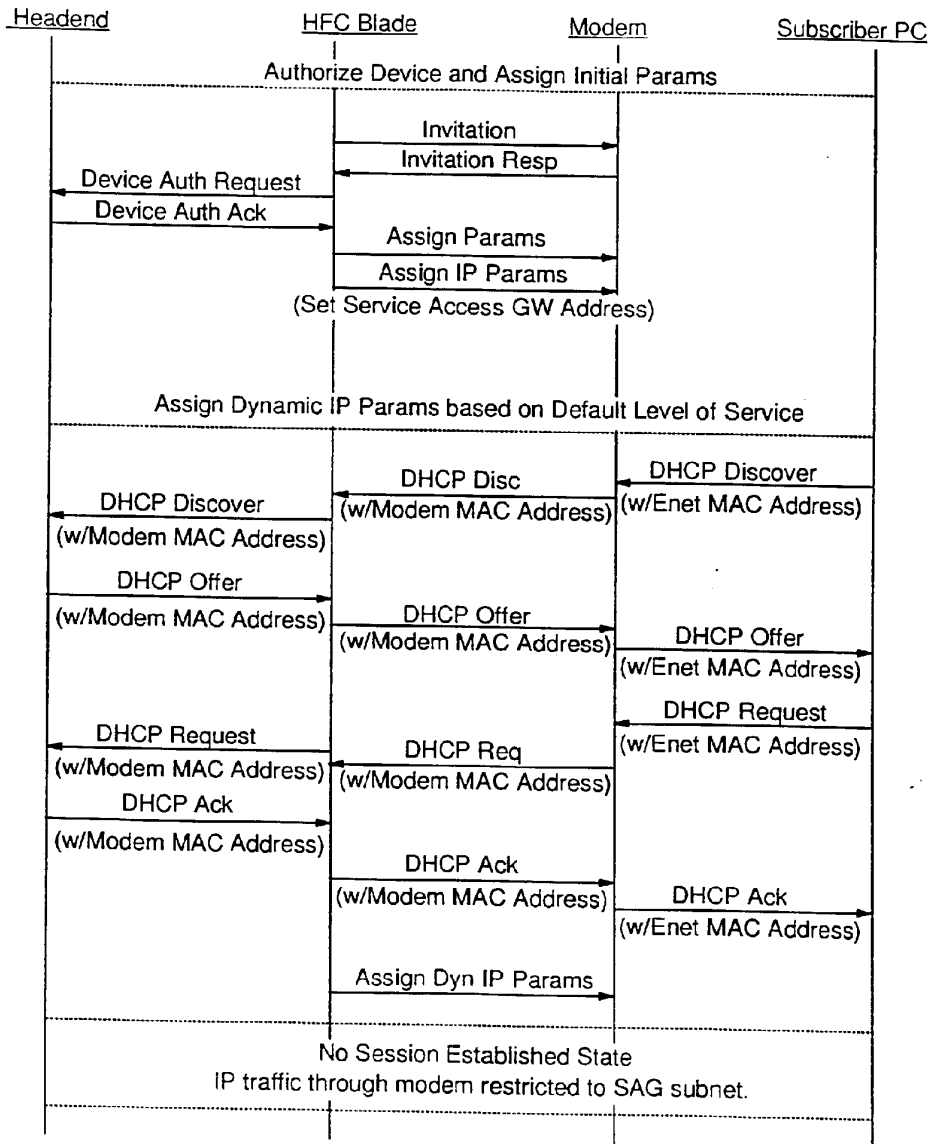 Headend
HFC Blade
Modem
Subscriber PC
Authorize Device and Assign Initial Params
Invitation
Invitation Resp
Device Auth Request
Device Auth Ack
Assign Params
Assign IP Params
(Set Service Access GW Address)
Assign Dynamic IP Params based on Default Level of Service
DHCP Discover
(w/Enet MAC Address)
DHCP Disc
(w/Modem MAC Address)
DHCP Discover
(w/Modem MAC Address)
DHCP Offer
(w/Modem MAC Address)
DHCP Offer
(w/Modem MAC Address)
DHCP Offer
(w/Enet MAC Address)
DHCP Request
(w/Enet MAC Address)
DHCP Req
(w/Modem MAC Address)
DHCP Request
(w/Modem MAC Address)
DHCP Ack
(w/Modem MAC Address)
DHCP Ack
(w/Modem MAC Address)
DHCP Ack
(w/Enet MAC Address)
Assign Dyn IP Params
No Session Established State
IP traffic through modem restricted to SAG subnet.